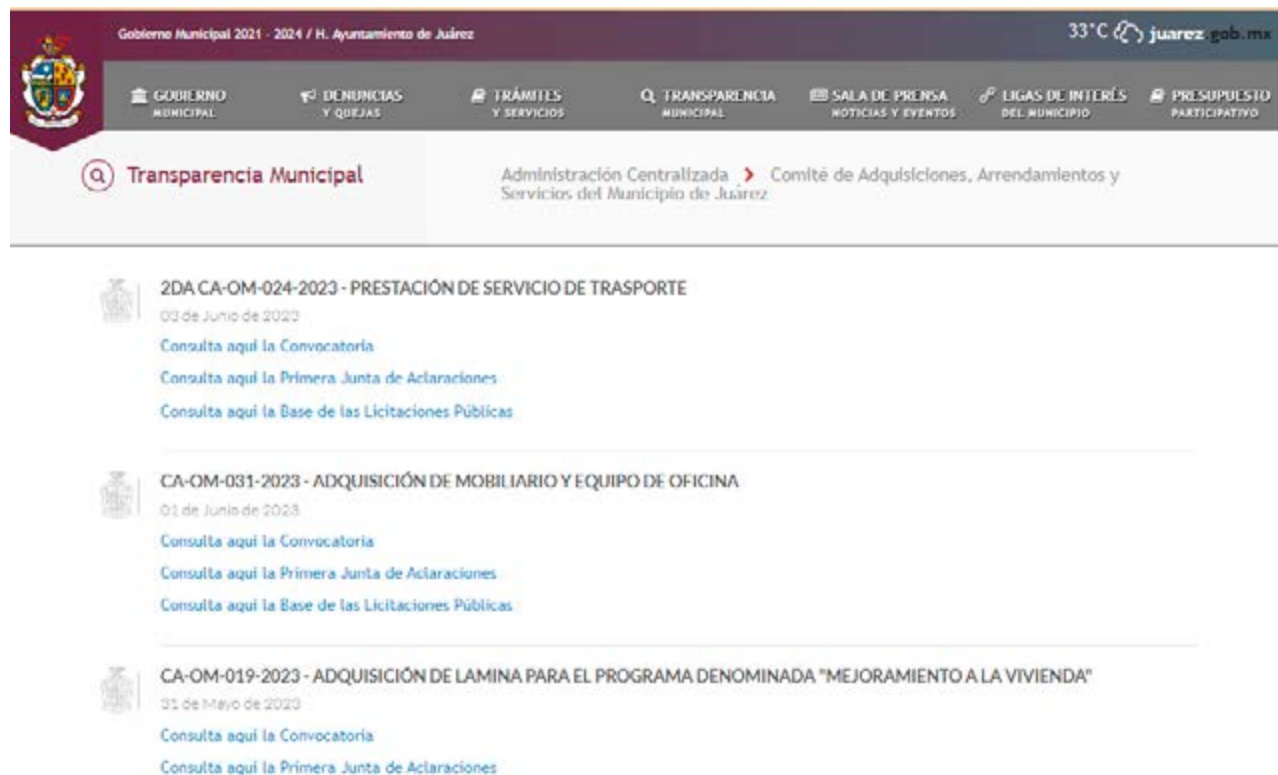 Gobierno Municipal 2021 - 2024 / H. Ayuntamiento de Juárez
33°C juarez.gob.mx
GOBIERNO MUNICIPAL
DENUNCIAS Y QUEJAS
TRÁMITES Y SERVICIOS
TRANSPARENCIA MUNICIPAL
SALA DE PRENSA NOTICIAS Y EVENTOS
LIGAS DE INTERÉS DEL MUNICIPIO
PRESUPUESTO PARTICIPATIVO
Transparencia Municipal
Administración Centralizada > Comité de Adquisiciones, Arrendamientos y
Servicios del Municipio de Juárez
2DA CA-OM-024-2023 - PRESTACIÓN DE SERVICIO DE TRASPORTE
03 de Junio de 2023
Consulta aquí la Convocatoria
Consulta aquí la Primera Junta de Aclaraciones
Consulta aquí la Base de las Licitaciones Públicas
CA-OM-031-2023 - ADQUISICIÓN DE MOBILIARIO Y EQUIPO DE OFICINA
01 de Junio de 2023
Consulta aquí la Convocatoria
Consulta aquí la Primera Junta de Aclaraciones
Consulta aquí la Base de las Licitaciones Públicas
CA-OM-019-2023 - ADQUISICIÓN DE LAMINA PARA EL PROGRAMA DENOMINADA "MEJORAMIENTO A LA VIVIENDA"
31 de Mayo de 2023
Consulta aquí la Convocatoria
Consulta aquí la Primera Junta de Aclaraciones